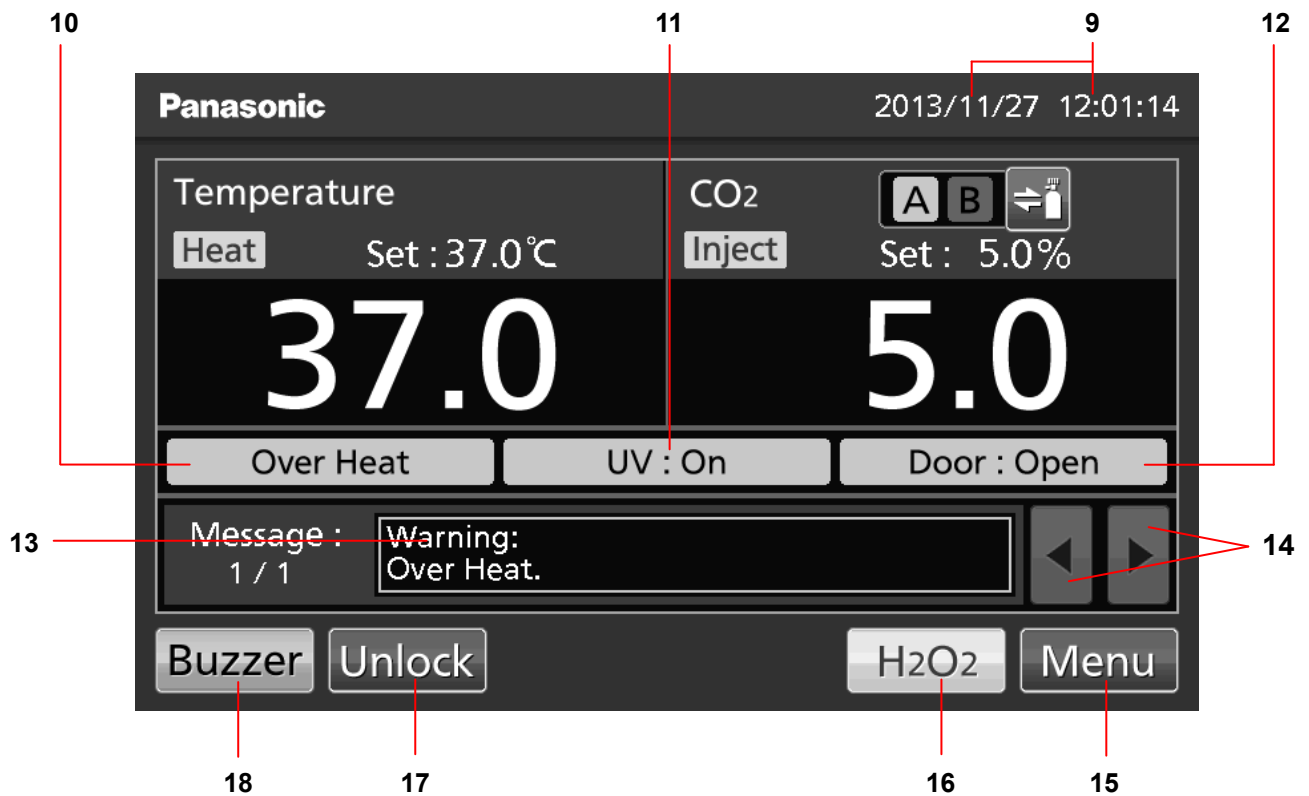 10 11 9 12
Panasonic 2013/11/27 12:01:14
Temperature CO2 A B
Heat Set : 37.0℃ Inject Set : 5.0%
37.0 5.0
Over Heat UV : On Door : Open
13 Message : Warning:
1 / 1 Over Heat.
14
Buzzer Unlock H2O2 Menu
18 17 16 15